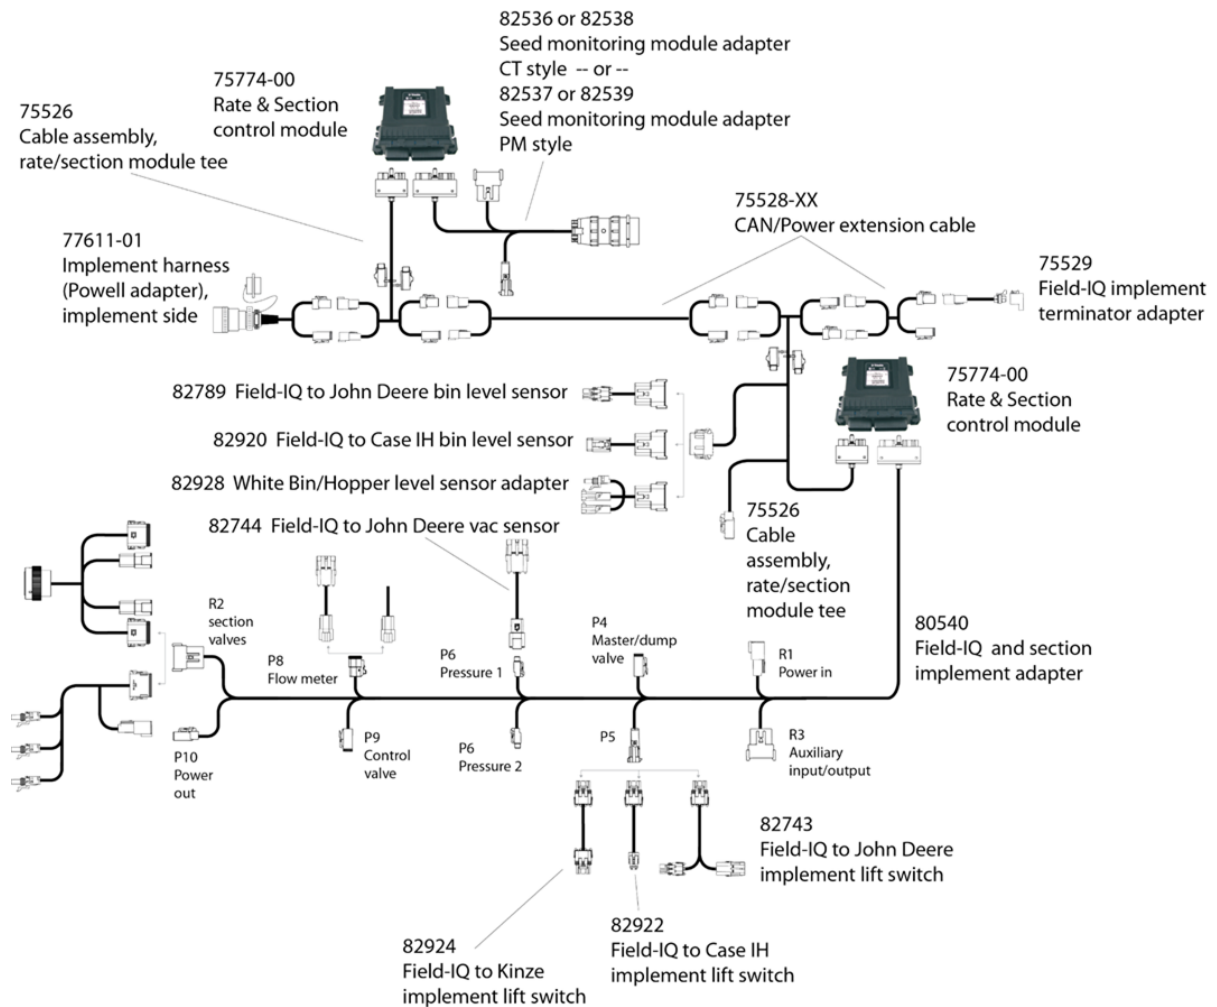 82536 or 82538
Seed monitoring module adapter
CT style -- or --
82537 or 82539
Seed monitoring module adapter
PM style
75774-00
Rate & Section
control module
75526
Cable assembly,
rate/section module tee
77611-01
Implement harness
(Powell adapter),
implement side
75528-XX
CAN/Power extension cable
75529
Field-IQ implement
terminator adapter
82789 Field-IQ to John Deere bin level sensor
82920 Field-IQ to Case IH bin level sensor
82928 White Bin/Hopper level sensor adapter
82744 Field-IQ to John Deere vac sensor
75774-00
Rate & Section
control module
75526
Cable
assembly,
rate/section
module tee
80540
Field-IQ and section
implement adapter
R2
section
valves
P8
Flow meter
P6
Pressure 1
P4
Master/dump
valve
R1
Power in
P10
Power
out
P9
Control
valve
P6
Pressure 2
P5
R3
Auxiliary
input/output
82743
Field-IQ to John Deere
implement lift switch
82922
Field-IQ to Case IH
implement lift switch
82924
Field-IQ to Kinze
implement lift switch